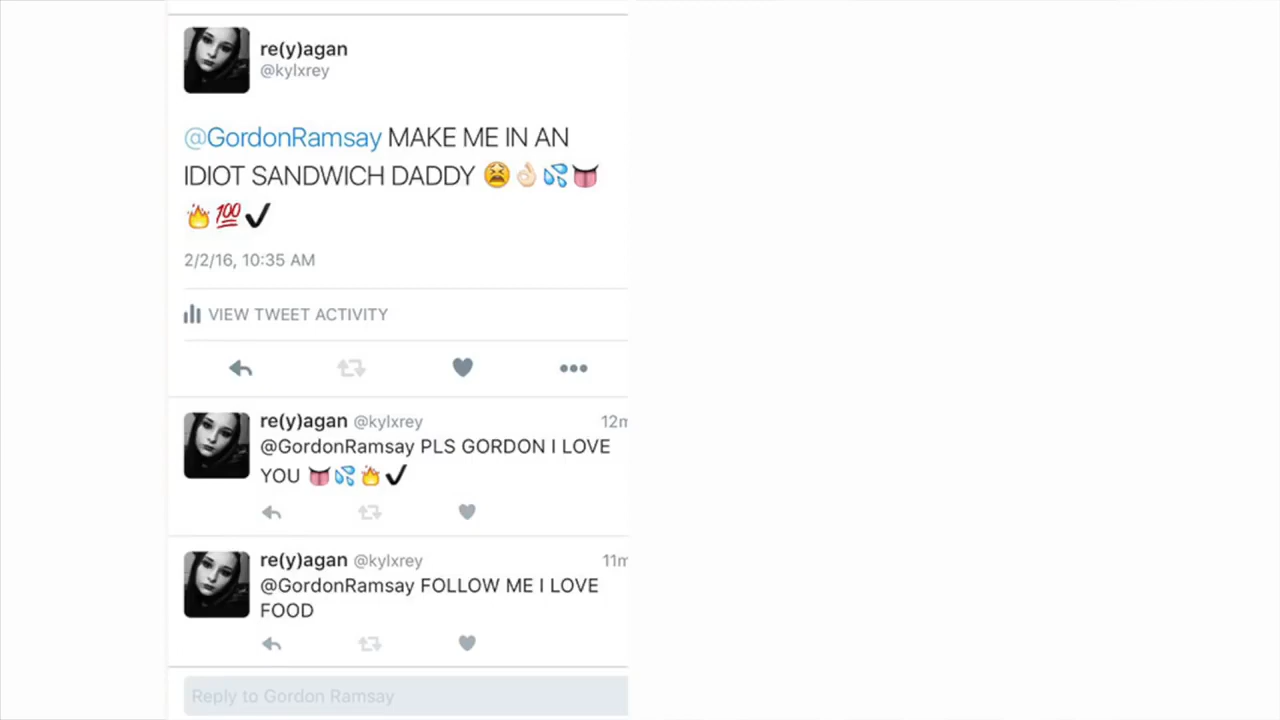 re(y)agan
@kylxrey
@GordonRamsay MAKE ME IN AN
IDIOT SANDWICH DADDY 😫👌🏻💦👅
🔥💯✔️
2/2/16, 10:35 AM
VIEW TWEET ACTIVITY
re(y)agan @kylxrey 12m
@GordonRamsay PLS GORDON I LOVE
YOU 👅💦🔥✔️
re(y)agan @kylxrey 11m
@GordonRamsay FOLLOW ME I LOVE
FOOD
Reply to Gordon Ramsay